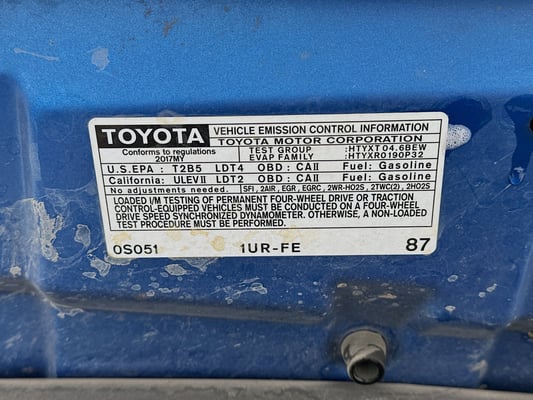 TOYOTA
VEHICLE EMISSION CONTROL INFORMATION
TOYOTA MOTOR CORPORATION
Conforms to regulations
2017MY
TEST GROUP :HTYXT04.6BEW
EVAP FAMILY :HTYXR0190P32
U.S.EPA : T2B5 LDT4 OBD : CAII Fuel: Gasoline
California: ULEVII LDT2 OBD : CAII Fuel: Gasoline
No adjustments needed. SFI, 2AIR, EGR, EGRC, 2WR-HO2S, 2TWC(2), 2HO2S
LOADED I/M TESTING OF PERMANENT FOUR-WHEEL DRIVE OR TRACTION
CONTROL-EQUIPPED VEHICLES MUST BE CONDUCTED ON A FOUR-WHEEL
DRIVE SPEED SYNCHRONIZED DYNAMOMETER. OTHERWISE, A NON-LOADED
TEST PROCEDURE MUST BE PERFORMED.
0S051 1UR-FE 87